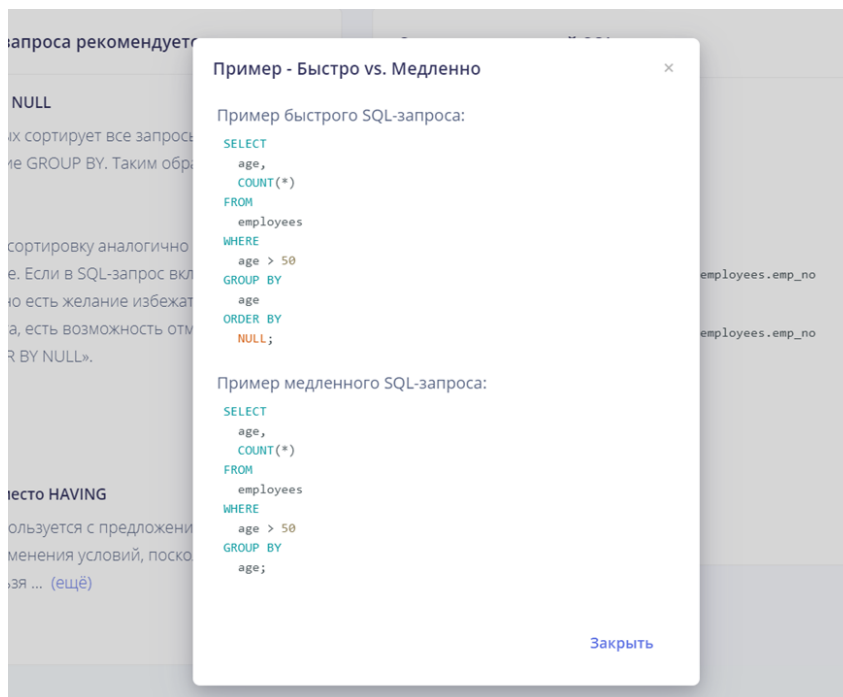 запроса рекомендуетс
Пример - Быстро vs. Медленно
×
NULL
сортирует все запросы
GROUP BY. Таким обра
сортировку аналогично
е. Если в SQL-запрос вкл
но есть желание избежат
а, есть возможность отм
R BY NULL».
место HAVING
ользуется с предложени
менения условий, поско
ьзя ... (ещё)
Пример быстрого SQL-запроса:
SELECT
age,
COUNT(*)
FROM
employees
WHERE
age > 50
GROUP BY
age
ORDER BY
NULL;
Пример медленного SQL-запроса:
SELECT
age,
COUNT(*)
FROM
employees
WHERE
age > 50
GROUP BY
age;
Закрыть
employees.emp_no
employees.emp_no